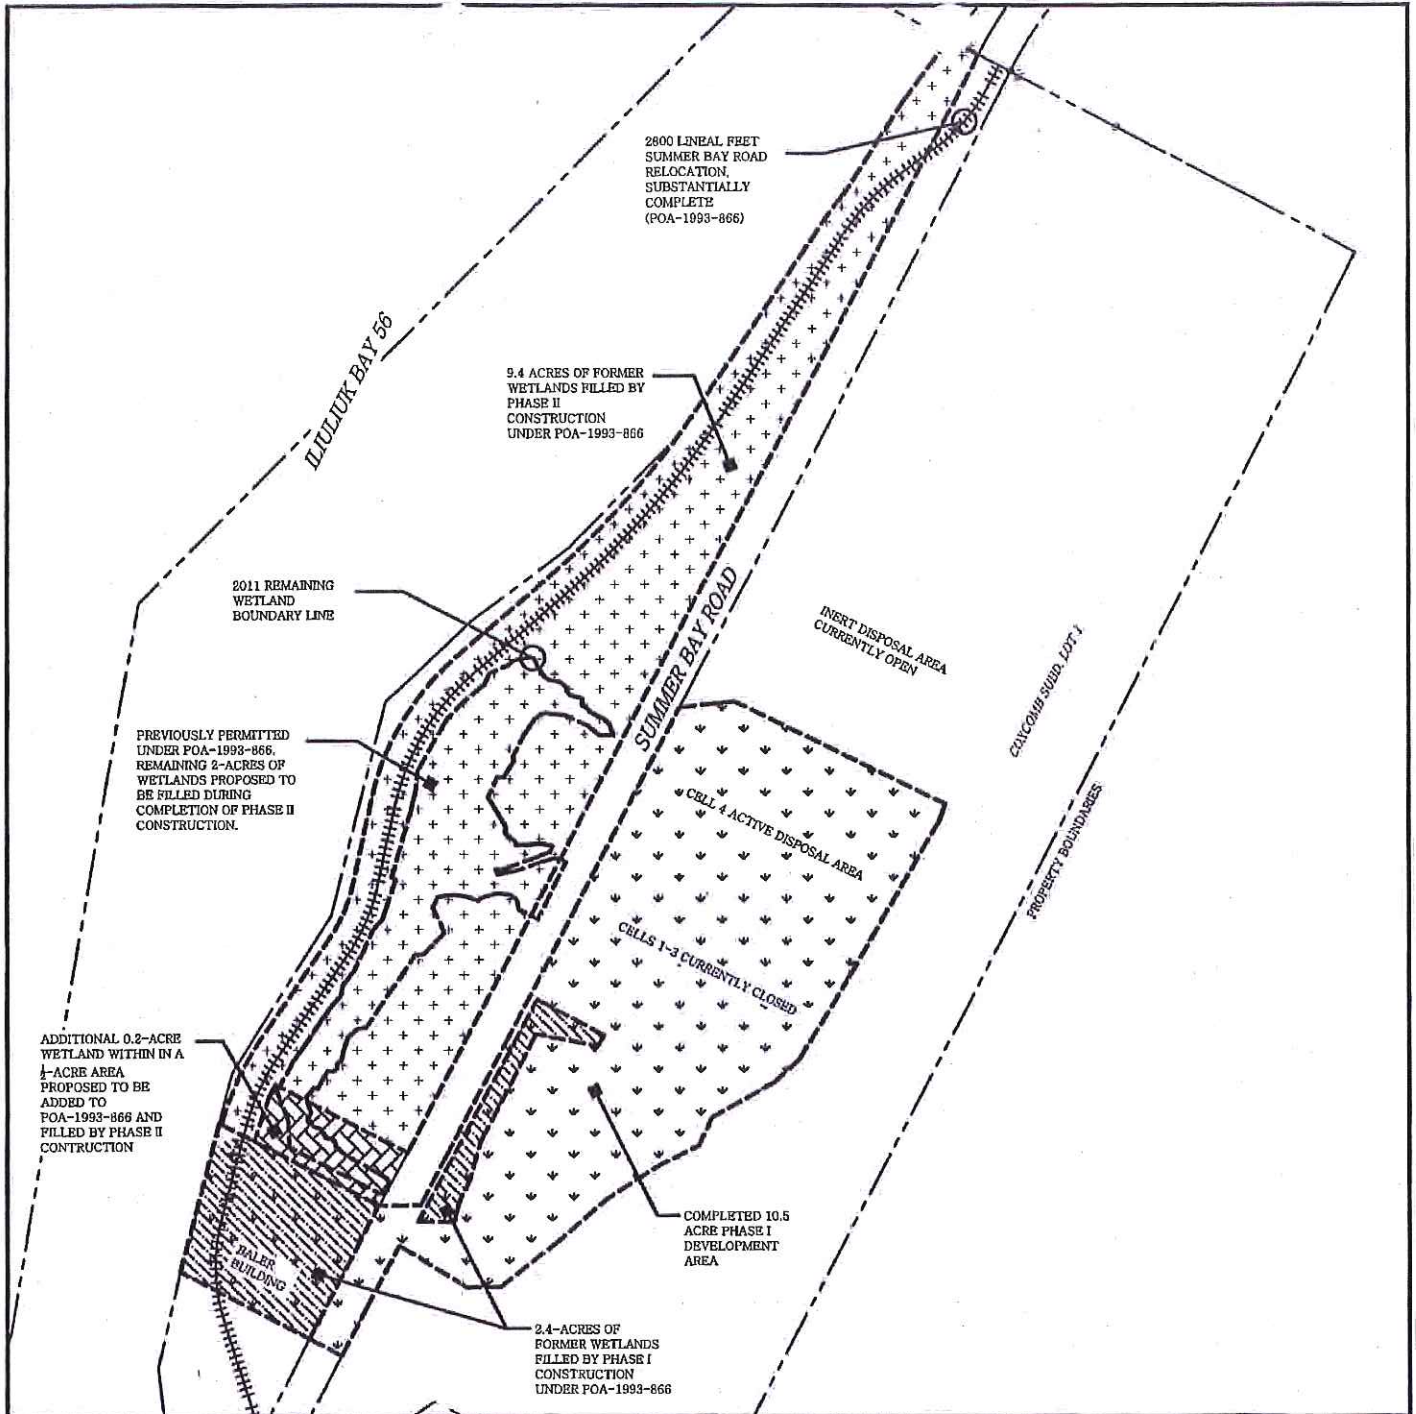 2600 LINEAL FEET
SUMMER BAY ROAD
RELOCATION,
SUBSTANTIALLY
COMPLETE
(POA-1993-866)
ILIULIUK BAY 56
9.4 ACRES OF FORMER
WETLANDS FILLED BY
PHASE II
CONSTRUCTION
UNDER POA-1993-866
2011 REMAINING
WETLAND
BOUNDARY LINE
SUMMER BAY ROAD
INERT DISPOSAL AREA
CURRENTLY OPEN
COXCOMB SUBD. LOT 1
PROPERTY BOUNDARIES
PREVIOUSLY PERMITTED
UNDER POA-1993-866,
REMAINING 2-ACRES OF
WETLANDS PROPOSED TO
BE FILLED DURING
COMPLETION OF PHASE II
CONSTRUCTION.
CELL 4 ACTIVE DISPOSAL AREA
CELLS 1-3 CURRENTLY CLOSED
ADDITIONAL 0.2-ACRE
WETLAND WITHIN IN A
-ACRE AREA
PROPOSED TO BE
ADDED TO
POA-1993-866 AND
FILLED BY PHASE II
CONTRUCTION
BALER
BUILDING
COMPLETED 10.5
ACRE PHASE I
DEVELOPMENT
AREA
2.4-ACRES OF
FORMER WETLANDS
FILLED BY PHASE I
CONSTRUCTION
UNDER POA-1993-866